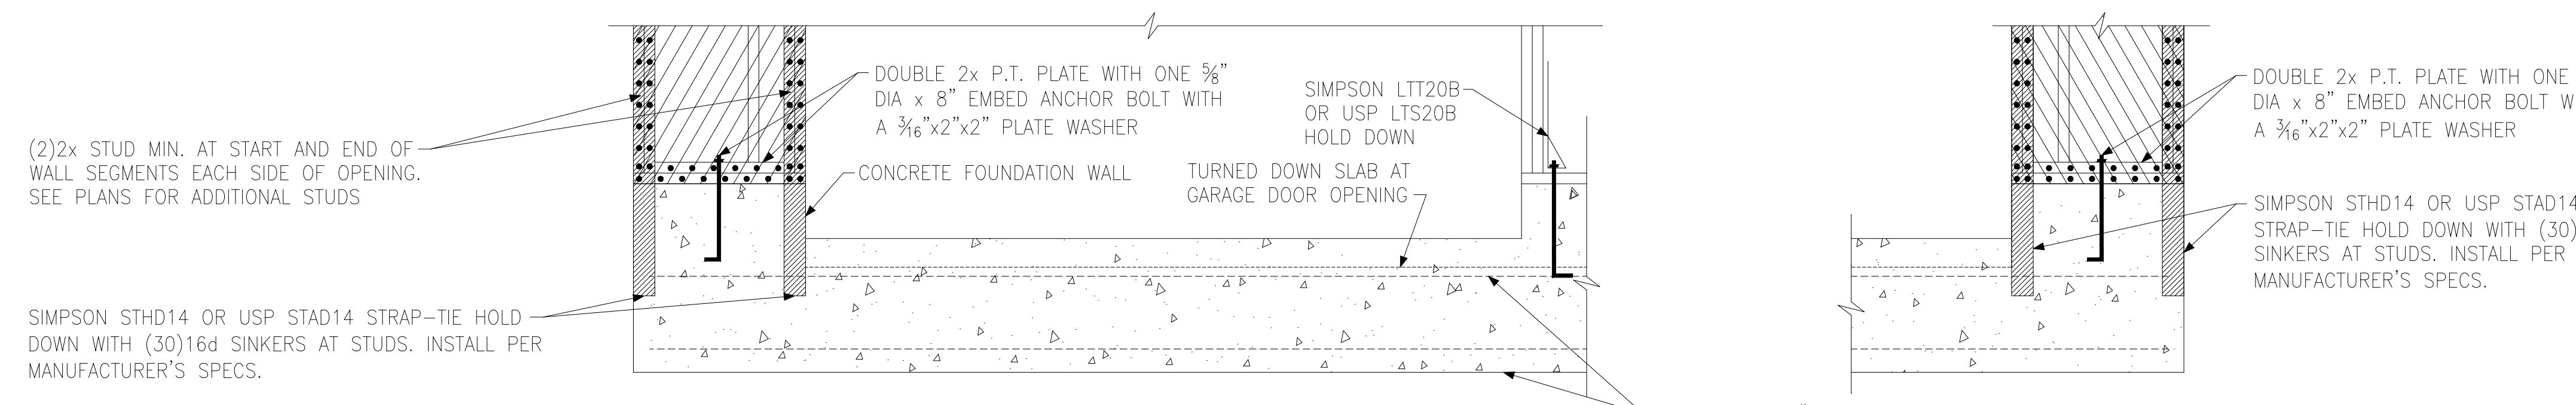 DOUBLE 2x P.T. PLATE WITH ONE ⅝"
DIA x 8" EMBED ANCHOR BOLT WITH
A 3⁄16"x2"x2" PLATE WASHER
SIMPSON LTT20B
OR USP LTS20B
HOLD DOWN
(2)2x STUD MIN. AT START AND END OF
WALL SEGMENTS EACH SIDE OF OPENING.
SEE PLANS FOR ADDITIONAL STUDS
CONCRETE FOUNDATION WALL
TURNED DOWN SLAB AT
GARAGE DOOR OPENING
SIMPSON STHD14 OR USP STAD14 STRAP-TIE HOLD
DOWN WITH (30)16d SINKERS AT STUDS. INSTALL PER
MANUFACTURER'S SPECS.
DOUBLE 2x P.T. PLATE WITH ONE
DIA x 8" EMBED ANCHOR BOLT W
A 3⁄16"x2"x2" PLATE WASHER
SIMPSON STHD14 OR USP STAD14
STRAP-TIE HOLD DOWN WITH (30)
SINKERS AT STUDS. INSTALL PER
MANUFACTURER'S SPECS.